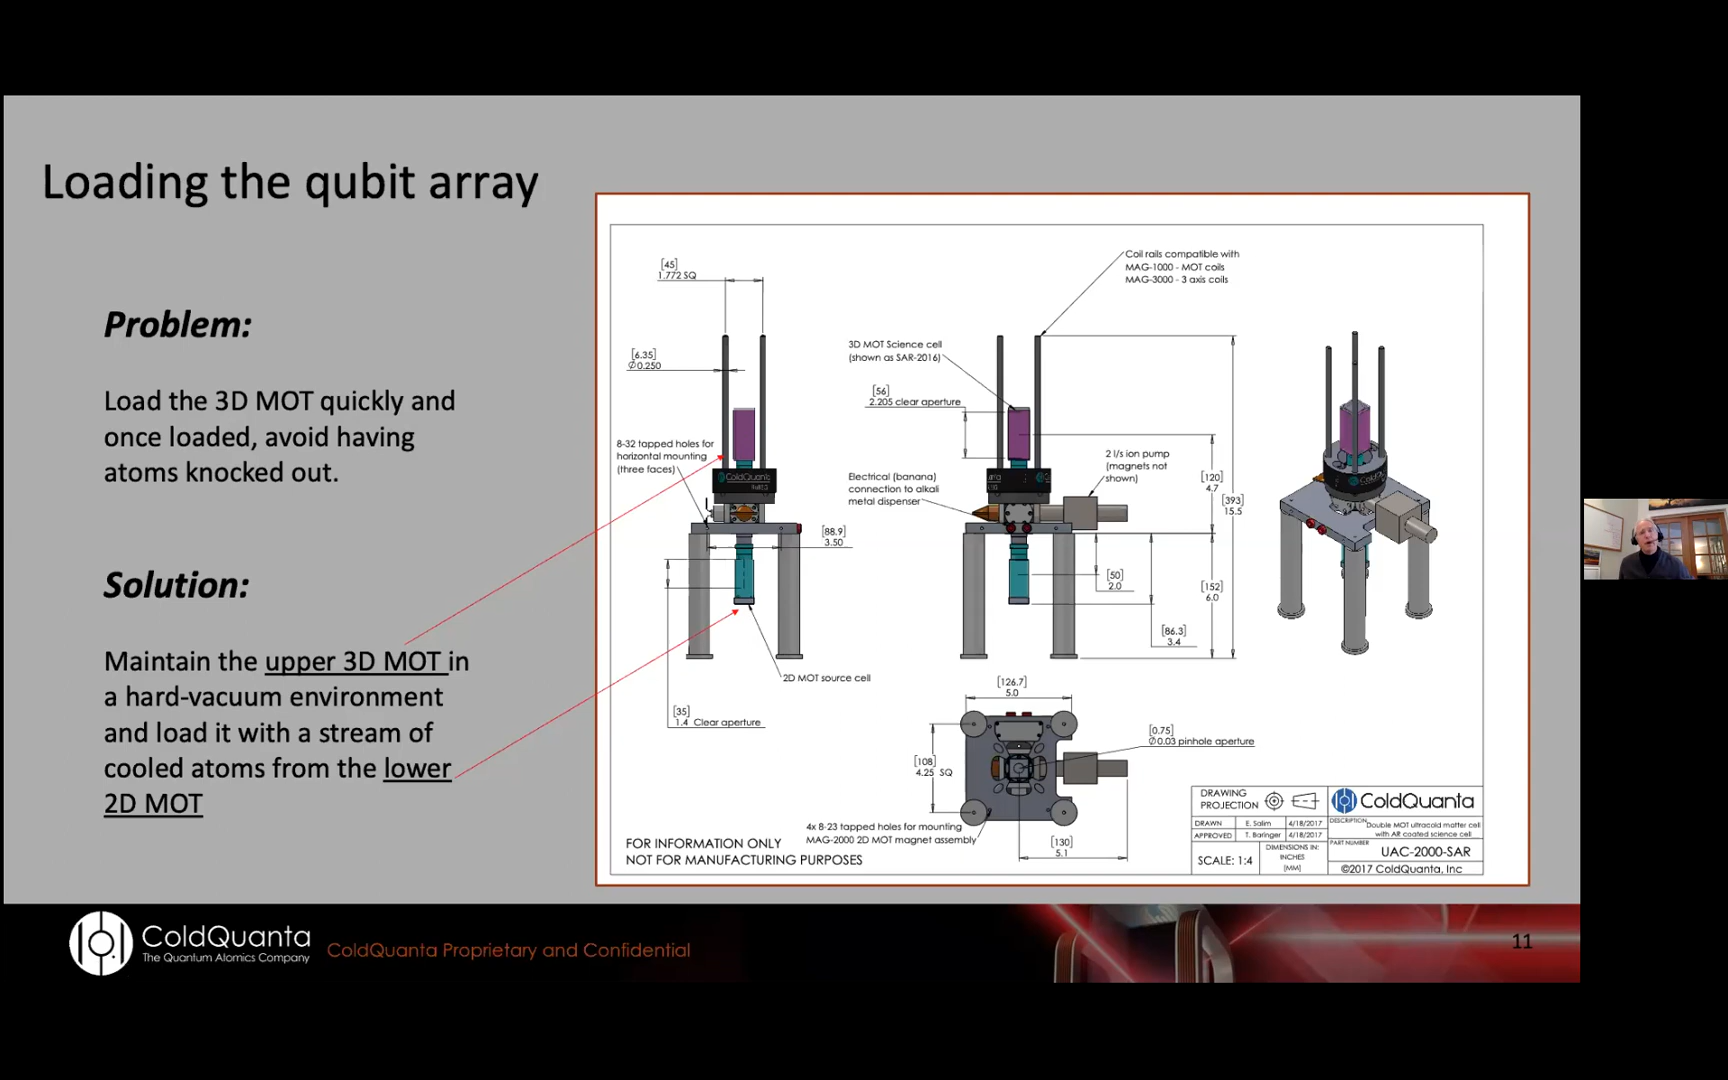 Loading the qubit array
Problem:
Load the 3D MOT quickly and
once loaded, avoid having
atoms knocked out.
Solution:
Maintain the upper 3D MOT in
a hard-vacuum environment
and load it with a stream of
cooled atoms from the lower
2D MOT
[45]
1.772 SQ
[6.35]
Ø0.250
8-32 tapped holes for
horizontal mounting
(three faces)
[88.9]
3.50
2D MOT source cell
[35]
1.4 Clear aperture
Coil rails compatible with
MAG-1000 - MOT coils
MAG-3000 - 3 axis coils
3D MOT Science cell
(shown as SAR-2016)
[56]
2.205 clear aperture
Electrical (banana)
connection to alkali
metal dispenser
2 l/s ion pump
(magnets not
shown)
[120]
4.7
[393]
15.5
[50]
2.0
[152]
6.0
[86.3]
3.4
[126.7]
5.0
[0.75]
Ø0.03 pinhole aperture
[108]
4.25 SQ
4x 8-23 tapped holes for mounting
MAG-2000 2D MOT magnet assembly
[130]
5.1
FOR INFORMATION ONLY
NOT FOR MANUFACTURING PURPOSES
DRAWING
PROJECTION
ColdQuanta
DRAWN E. Salim 4/18/2017
APPROVED T. Baringer 4/18/2017
DESCRIPTION Double MOT ultracold matter cell
with AR coated science cell
SCALE: 1:4
DIMENSIONS IN:
INCHES
[MM]
PART NUMBER
UAC-2000-SAR
©2017 ColdQuanta, Inc
ColdQuanta
The Quantum Atomics Company
ColdQuanta Proprietary and Confidential
11